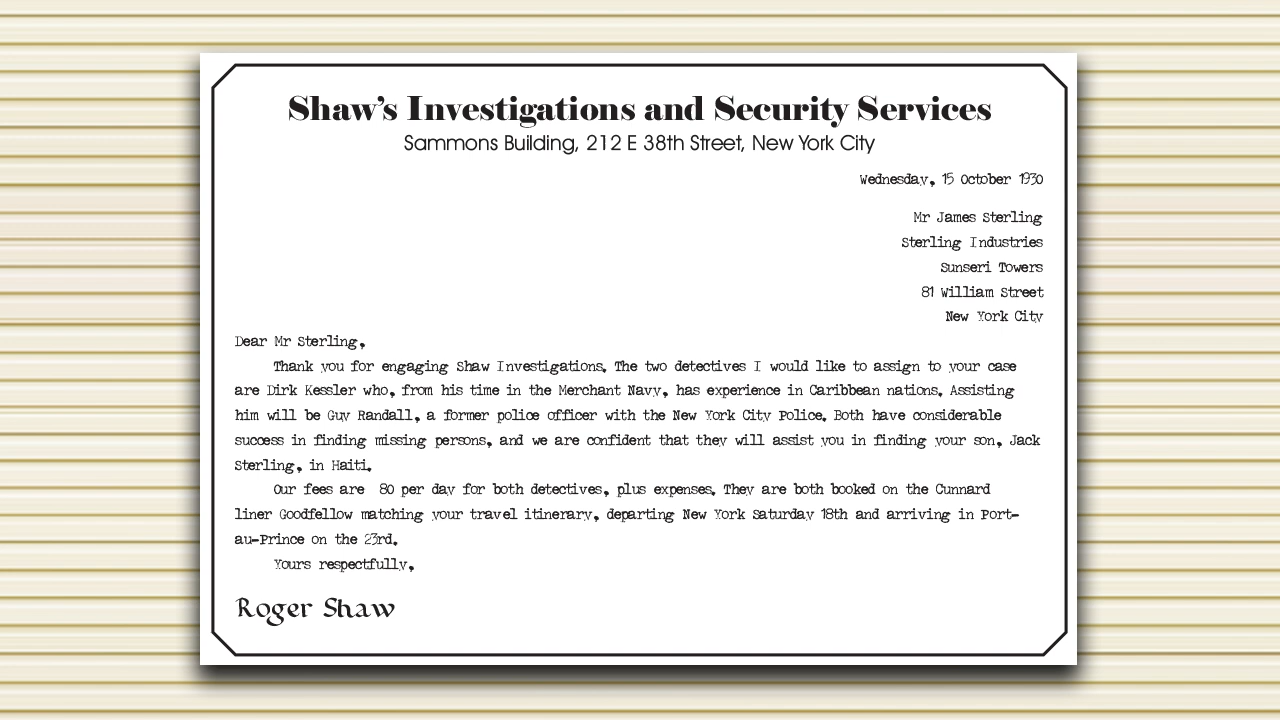 Shaw's Investigations and Security Services
Sammons Building, 212 E 38th Street, New York City
Wednesday, 15 October 1930
Mr James Sterling
Sterling Industries
Sunseri Towers
81 William Street
New York City
Dear Mr Sterling,
Thank you for engaging Shaw Investigations. The two detectives I would like to assign to your case
are Dirk Kessler who, from his time in the Merchant Navy, has experience in Caribbean nations. Assisting
him will be Guy Randall, a former police officer with the New York City Police. Both have considerable
success in finding missing persons, and we are confident that they will assist you in finding your son, Jack
Sterling, in Haiti.
Our fees are 80 per day for both detectives, plus expenses. They are both booked on the Cunnard
liner Goodfellow matching your travel itinerary, departing New York Saturday 18th and arriving in Port-
au-Prince on the 23rd.
Yours respectfully,
Roger Shaw